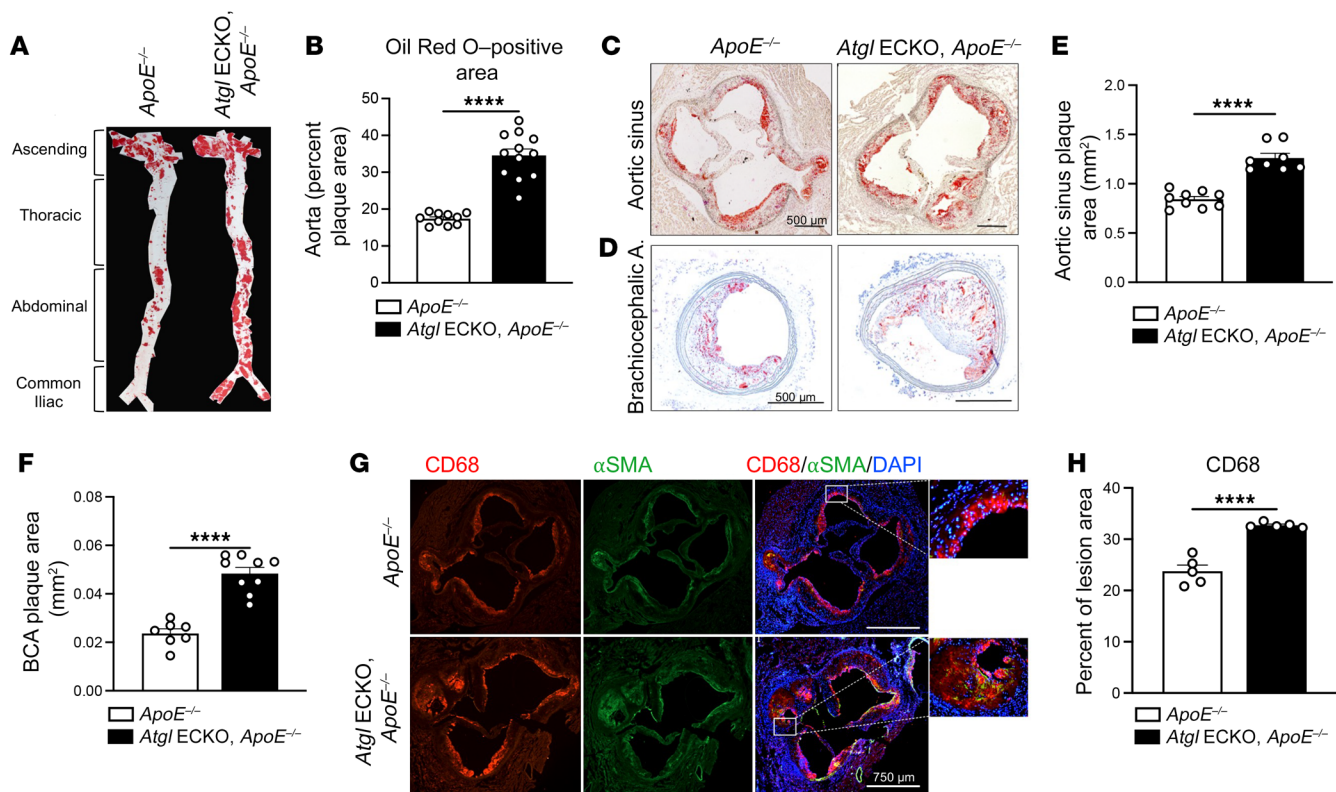 A
ApoE–/–
Atgl ECKO,
ApoE–/–
Ascending
Thoracic
Abdominal
Common
Iliac
B
Oil Red O–positive
area
****
Aorta (percent
plaque area)
50
40
30
20
10
0
ApoE–/–
Atgl ECKO, ApoE–/–
C
ApoE–/–
Atgl ECKO, ApoE–/–
Aortic sinus
500 µm
D
Brachiocephalic A.
500 µm
E
****
Aortic sinus plaque
area (mm²)
2.0
1.5
1.0
0.5
0.0
ApoE–/–
Atgl ECKO, ApoE–/–
F
****
BCA plaque area
(mm²)
0.08
0.06
0.04
0.02
0.00
ApoE–/–
Atgl ECKO, ApoE–/–
G
CD68
αSMA
CD68/αSMA/DAPI
ApoE–/–
Atgl ECKO,
ApoE–/–
750 µm
H
CD68
****
Percent of lesion area
40
30
20
10
0
ApoE–/–
Atgl ECKO, ApoE–/–